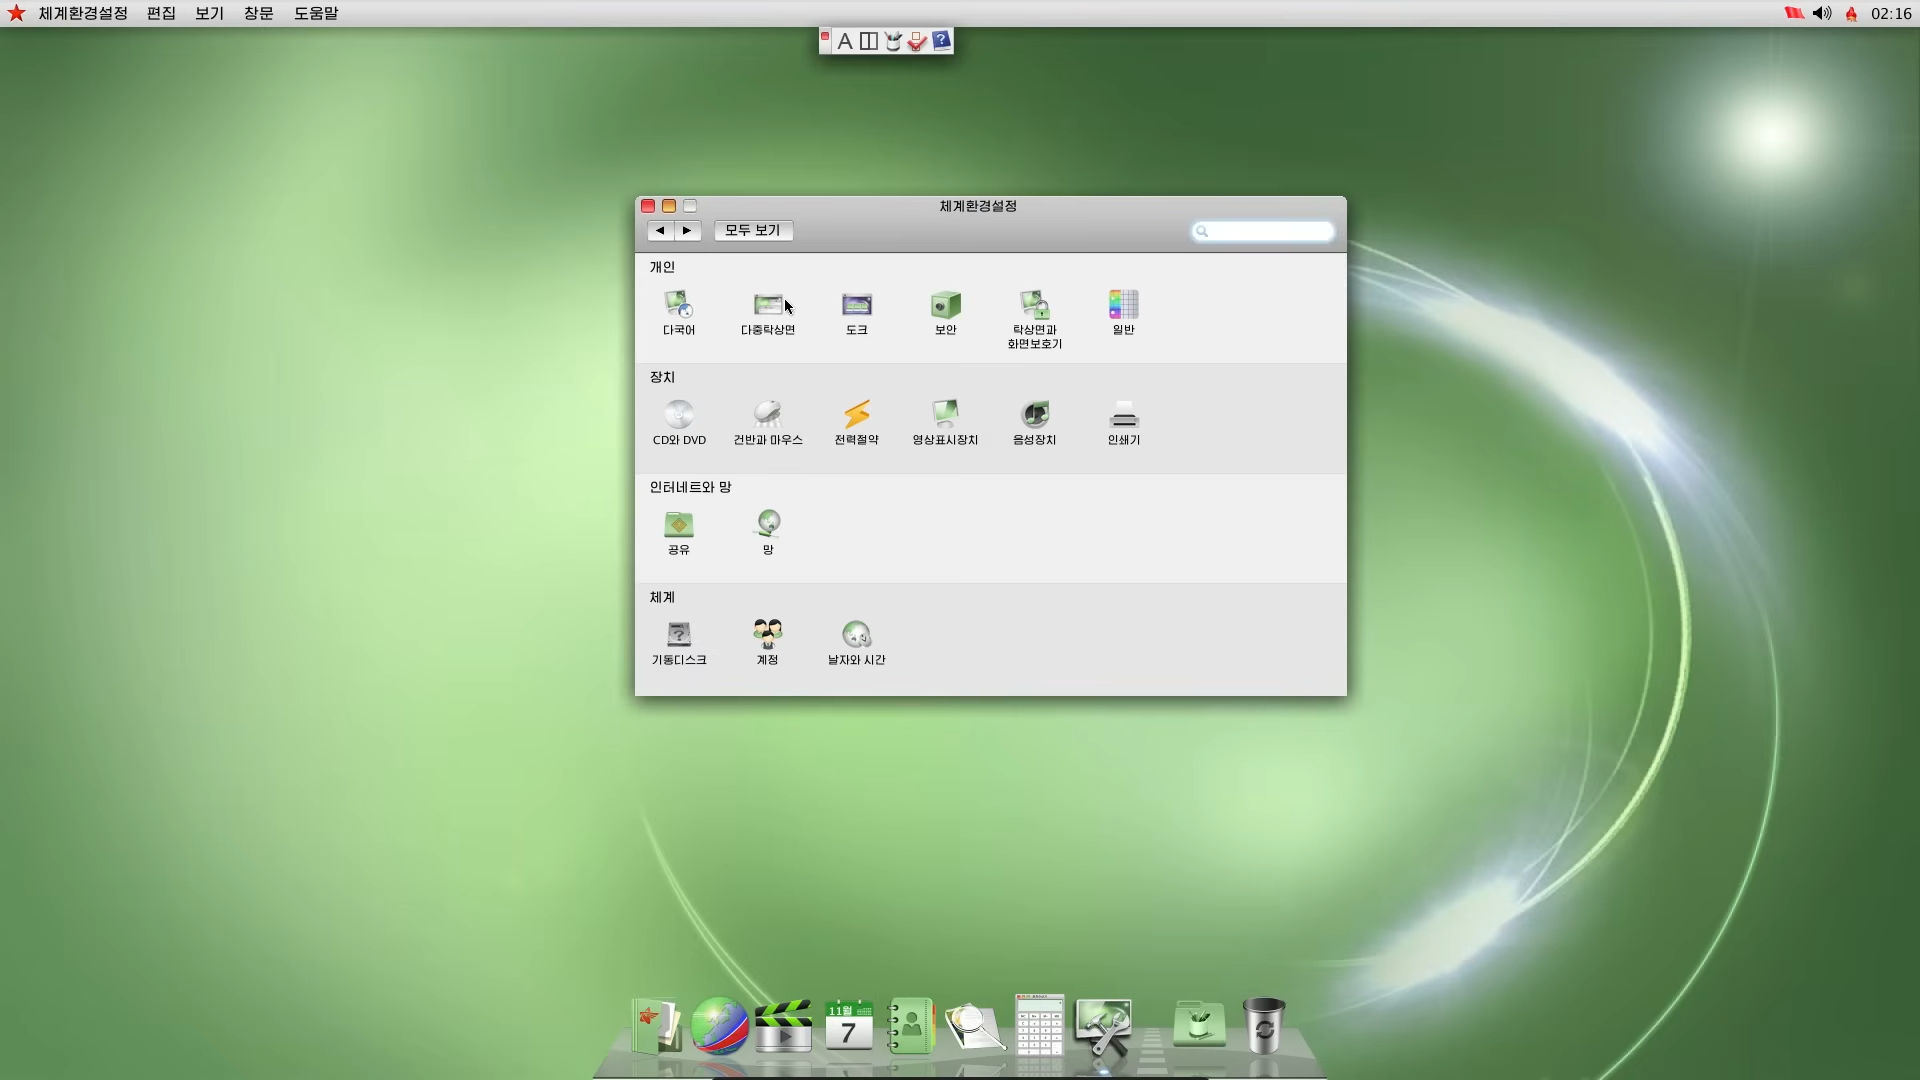 체계환경설정 편집 보기 창문 도움말 02:16
A ?
체계환경설정
모두 보기
개인
다국어 다중탁상면 도크 보안 탁상면과 일반
화면보호기
장치
CD와 DVD 건반과 마우스 전력절약 영상표시장치 음성장치 인쇄기
인터네트와 망
공유 망
체계
기동디스크 계정 날자와 시간
11월
7